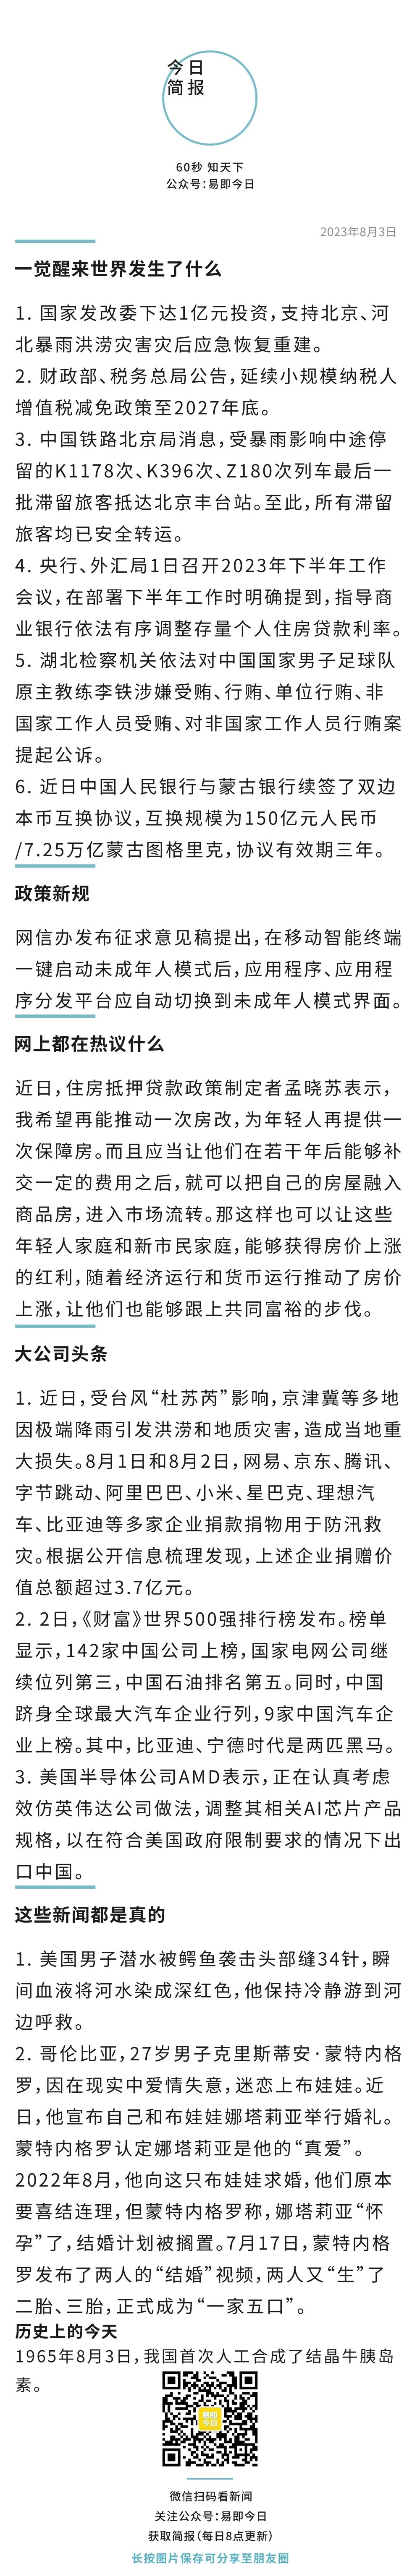 今日
简报
60秒 知天下
公众号：易即今日
2023年8月3日
一觉醒来世界发生了什么
1. 国家发改委下达1亿元投资，支持北京、河
北暴雨洪涝灾害灾后应急恢复重建。
2. 财政部、税务总局公告，延续小规模纳税人
增值税减免政策至2027年底。
3. 中国铁路北京局消息，受暴雨影响中途停
留的K1178次、K396次、Z180次列车最后一
批滞留旅客抵达北京丰台站。至此，所有滞留
旅客均已安全转运。
4. 央行、外汇局1日召开2023年下半年工作
会议，在部署下半年工作时明确提到，指导商
业银行依法有序调整存量个人住房贷款利率。
5. 湖北检察机关依法对中国国家男子足球队
原主教练李铁涉嫌受贿、行贿、单位行贿、非
国家工作人员受贿、对非国家工作人员行贿案
提起公诉。
6. 近日中国人民银行与蒙古银行续签了双边
本币互换协议，互换规模为150亿元人民币
/7.25万亿蒙古图格里克，协议有效期三年。
政策新规
网信办发布征求意见稿提出，在移动智能终端
一键启动未成年人模式后，应用程序、应用程
序分发平台应自动切换到未成年人模式界面。
网上都在热议什么
近日，住房抵押贷款政策制定者孟晓苏表示，
我希望再能推动一次房改，为年轻人再提供一
次保障房。而且应当让他们在若干年后能够补
交一定的费用之后，就可以把自己的房屋融入
商品房，进入市场流转。那这样也可以让这些
年轻人家庭和新市民家庭，能够获得房价上涨
的红利，随着经济运行和货币运行推动了房价
上涨，让他们也能够跟上共同富裕的步伐。
大公司头条
1. 近日，受台风“杜苏芮”影响，京津冀等多地
因极端降雨引发洪涝和地质灾害，造成当地重
大损失。8月1日和8月2日，网易、京东、腾讯、
字节跳动、阿里巴巴、小米、星巴克、理想汽
车、比亚迪等多家企业捐款捐物用于防汛救
灾。根据公开信息梳理发现，上述企业捐赠价
值总额超过3.7亿元。
2. 2日，《财富》世界500强排行榜发布。榜单
显示，142家中国公司上榜，国家电网公司继
续位列第三，中国石油排名第五。同时，中国
跻身全球最大汽车企业行列，9家中国汽车企
业上榜。其中，比亚迪、宁德时代是两匹黑马。
3. 美国半导体公司AMD表示，正在认真考虑
效仿英伟达公司做法，调整其相关AI芯片产品
规格，以在符合美国政府限制要求的情况下出
口中国。
这些新闻都是真的
1. 美国男子潜水被鳄鱼袭击头部缝34针，瞬
间血液将河水染成深红色，他保持冷静游到河
边呼救。
2. 哥伦比亚，27岁男子克里斯蒂安·蒙特内格
罗，因在现实中爱情失意，迷恋上布娃娃。近
日，他宣布自己和布娃娃娜塔莉亚举行婚礼。
蒙特内格罗认定娜塔莉亚是他的“真爱”。
2022年8月，他向这只布娃娃求婚，他们原本
要喜结连理，但蒙特内格罗称，娜塔莉亚“怀
孕”了，结婚计划被搁置。7月17日，蒙特内格
罗发布了两人的“结婚”视频，两人又“生”了
二胎、三胎，正式成为“一家五口”。
历史上的今天
1965年8月3日，我国首次人工合成了结晶牛胰岛
素。
易即
今日
微信扫码看新闻
关注公众号：易即今日
获取简报（每日8点更新）
长按图片保存可分享至朋友圈